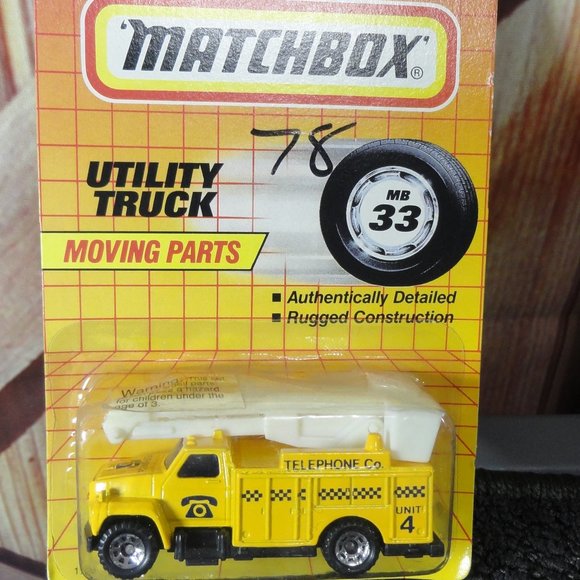 'MATCHBOX'®
78
UTILITY
TRUCK
MB
33
MOVING PARTS
■ Authentically Detailed
■ Rugged Construction
Warning:
a hazard
for children under the
age of 3.
TELEPHONE Co.
UNIT
4